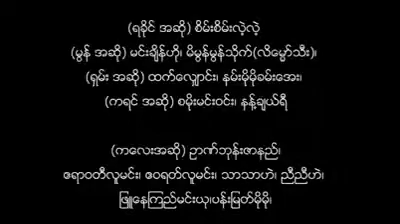 (ရခိုင် အဆို) စိမ်းစိမ်းလဲ့လဲ့
(မွန် အဆို) မင်းချိန်ဟို၊ မိမွန်မွန်သိုက်(လိမ္မော်သီး)၊
(ရှမ်း အဆို) ထက်လျှောင်း၊ နမ်းမိုမိုခမ်းအေး၊
(ကရင် အဆို) စမိုးမင်းဝင်း၊ နန့်ချယ်ရီ
(ကလေးအဆို) ဉာဏ်ဘုန်းဇာနည်၊
ဧရာဝတီလူမင်း၊ ဝေရတ်လူမင်း၊ သာသာဟဲ၊ ညီညီဟဲ၊
ဖြူနေကြည်မင်းယု၊ပန်းမြတ်မိုမို၊